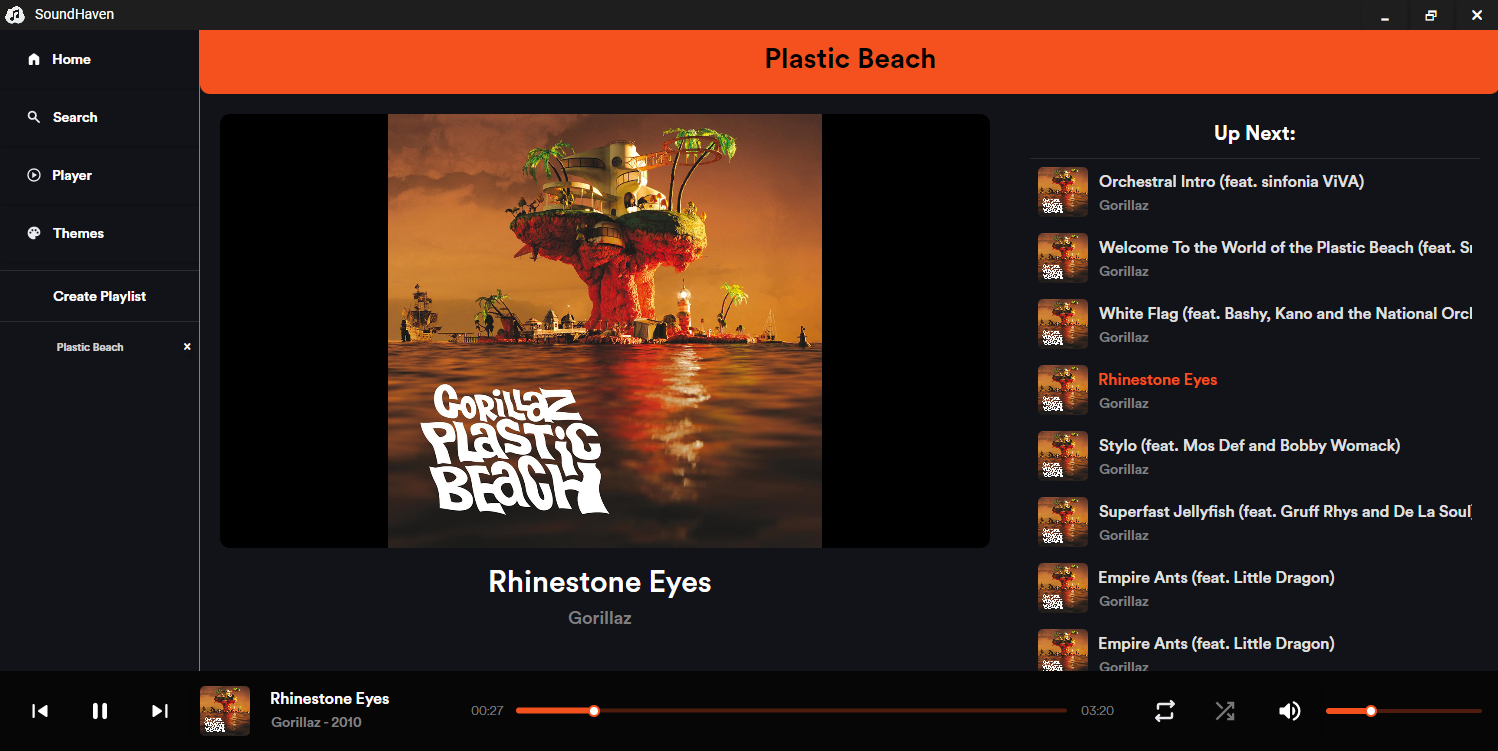 SoundHaven
Home
Search
Player
Themes
Create Playlist
Plastic Beach
Plastic Beach
GORILLAZ
PLASTIC
BEACH
Rhinestone Eyes
Gorillaz
Up Next:
Orchestral Intro (feat. sinfonia ViVA)
Gorillaz
Welcome To the World of the Plastic Beach (feat. Sn
Gorillaz
White Flag (feat. Bashy, Kano and the National Orcl
Gorillaz
Rhinestone Eyes
Gorillaz
Stylo (feat. Mos Def and Bobby Womack)
Gorillaz
Superfast Jellyfish (feat. Gruff Rhys and De La Soul
Gorillaz
Empire Ants (feat. Little Dragon)
Gorillaz
Empire Ants (feat. Little Dragon)
Gorillaz
Rhinestone Eyes
Gorillaz - 2010
00:27
03:20